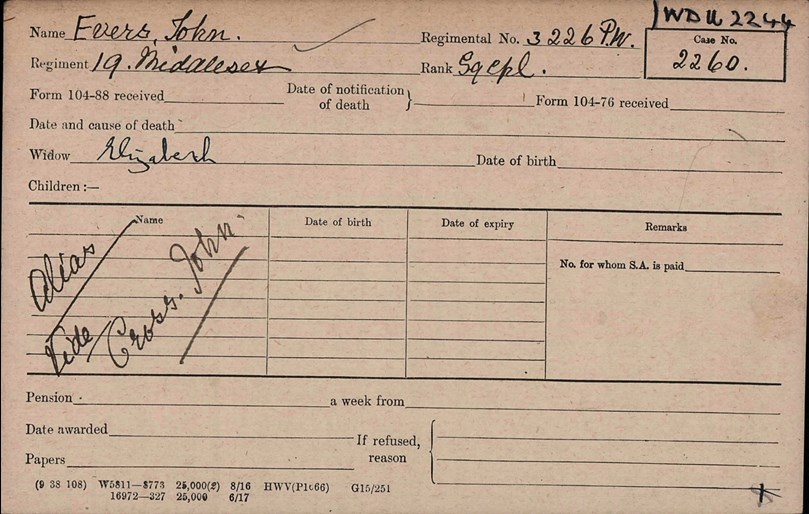 WDU 2244
Name Evers, John. Regimental No. 3226 P.W. Case No.
Regiment 19. Middlesex Rank Sgcpl. 2260.
Form 104-88 received Date of notification of death } Form 104-76 received
Date and cause of death
Widow Elizabeth Date of birth
Children :—
Name Date of birth Date of expiry Remarks
No. for whom S.A. is paid
Alias
Vide/ Cross. John.
Pension a week from
Date awarded If refused, reason {
Papers
(9 38 108) W5811—8773 25,000(2) 8/16 HWV(P1666) G15/251
16972—327 25,000 6/17